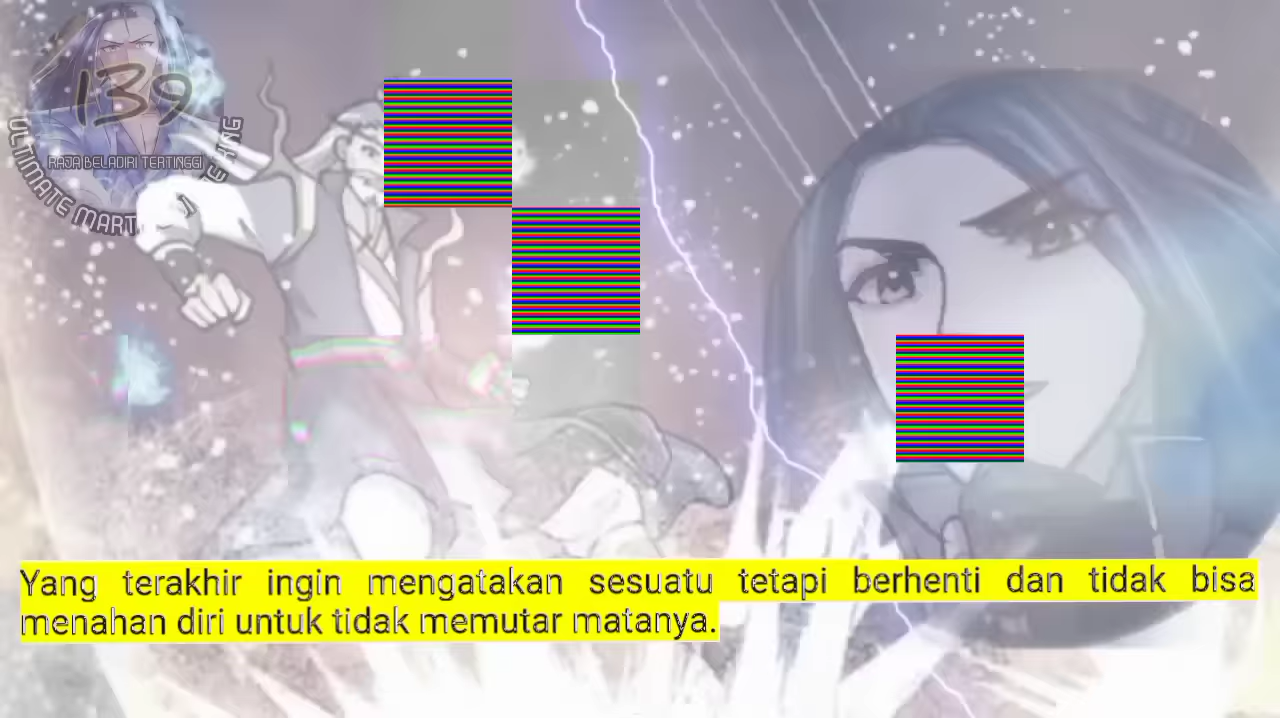 139
RAJA BELADIRI TERTINGGI
ULTIMATE MART
KING
Yang terakhir ingin mengatakan sesuatu tetapi berhenti dan tidak bisa
menahan diri untuk tidak memutar matanya.